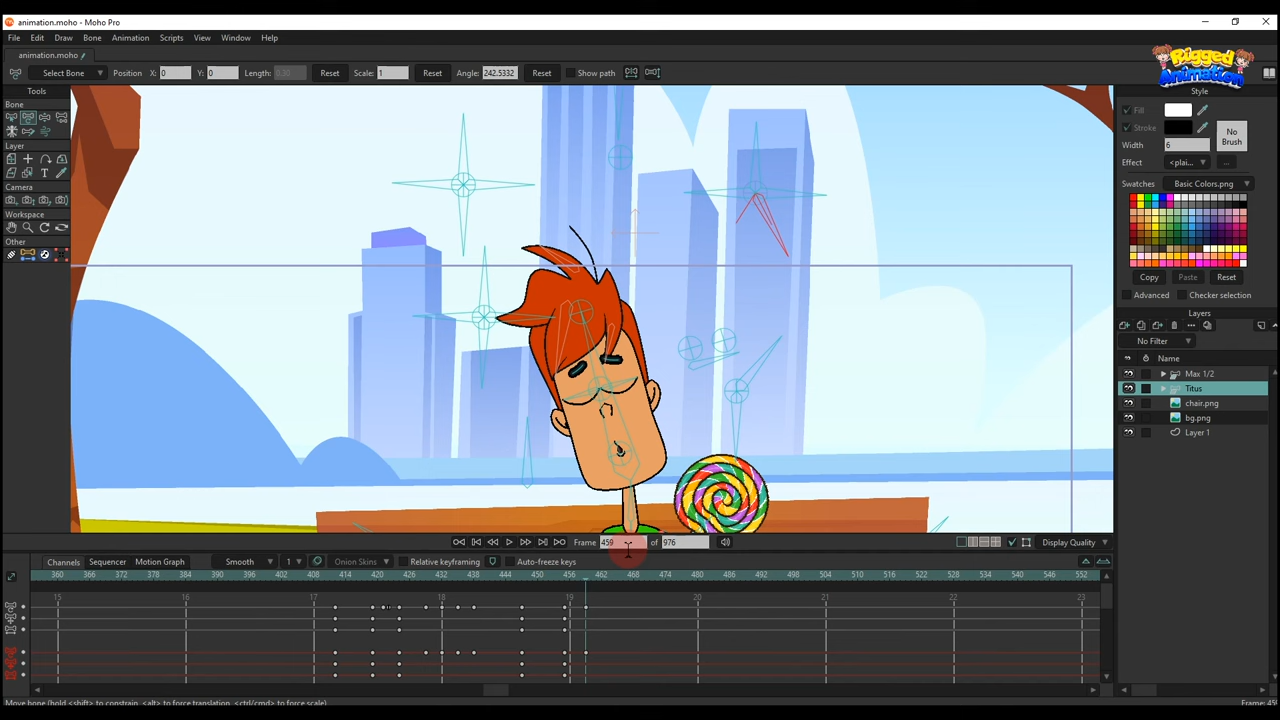 animation.moho - Moho Pro
File Edit Draw Bone Animation Scripts View Window Help
animation.moho
Select Bone Position X: 0 Y: 0 Length: 0.20 Reset Scale: 1 Reset Angle: 242.5332 Reset Show path
Rigged Animation
Tools
Bone
Layer
Camera
Workspace
Other
Style
Fill
Stroke
No Brush
Width 6
Effect <plai... ...
Swatches Basic Colors.png
Copy Paste Reset
Advanced Checker selection
Layers
No Filter
Name
Max 1/2
Titus
chair.png
bg.png
Layer 1
Frame 459 of 976 Display Quality
Channels Sequencer Motion Graph Smooth 1 Onion Skins Relative keyframing Auto-freeze keys
360 366 372 378 384 390 396 402 408 414 420 426 432 438 444 450 456 462 468 474 480 486 492 498 504 510 516 522 528 534 540 546 552
15 16 17 18 19 20 21 22 23
Move bone (hold <shift> to constrain, <alt> to force translation, <ctrl/cmd> to force scale) Frame: 459